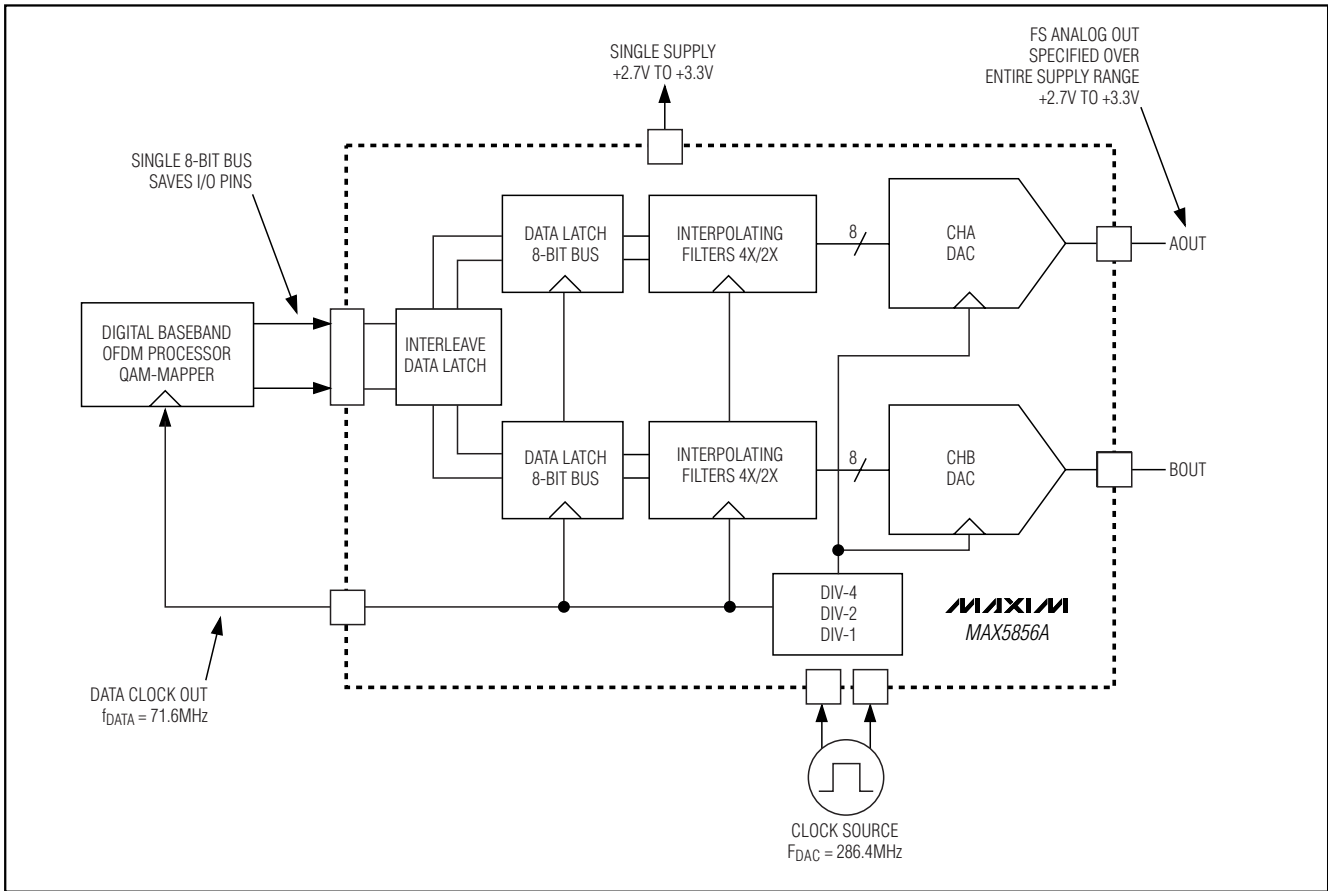 SINGLE SUPPLY
+2.7V TO +3.3V
FS ANALOG OUT
SPECIFIED OVER
ENTIRE SUPPLY RANGE
+2.7V TO +3.3V
SINGLE 8-BIT BUS
SAVES I/O PINS
DATA LATCH
8-BIT BUS
INTERPOLATING
FILTERS 4X/2X
8
CHA
DAC
AOUT
DIGITAL BASEBAND
OFDM PROCESSOR
QAM-MAPPER
INTERLEAVE
DATA LATCH
DATA LATCH
8-BIT BUS
INTERPOLATING
FILTERS 4X/2X
8
CHB
DAC
BOUT
DIV-4
DIV-2
DIV-1
MAXIM
MAX5856A
DATA CLOCK OUT
fDATA = 71.6MHz
CLOCK SOURCE
FDAC = 286.4MHz